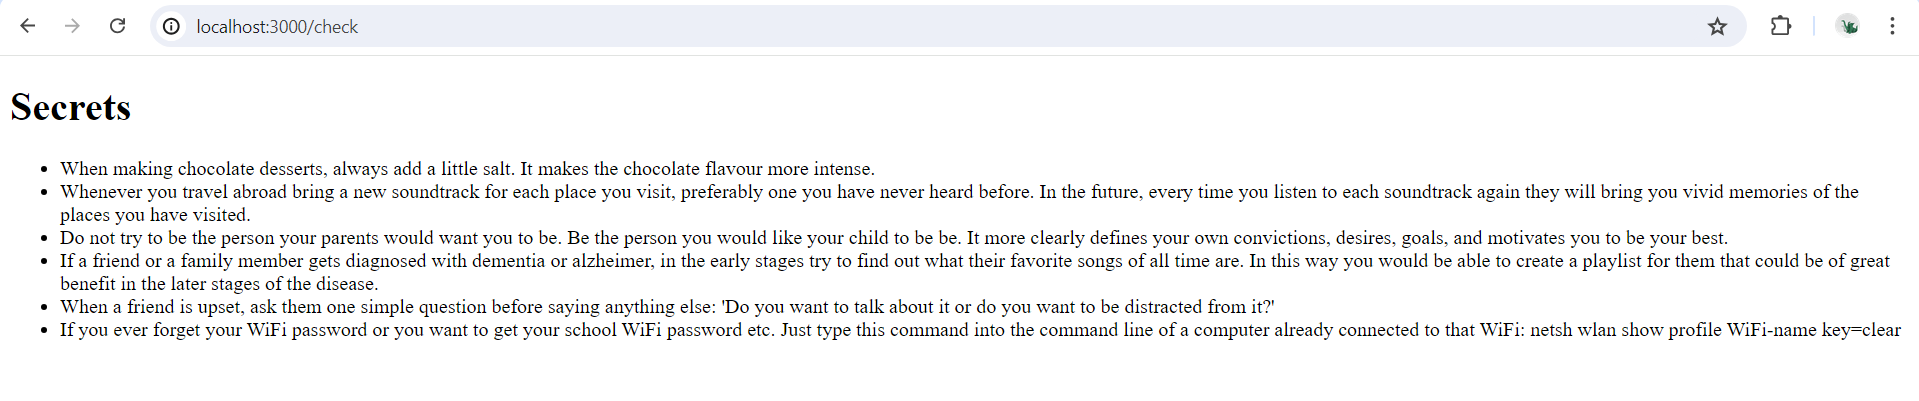 localhost:3000/check
Secrets
When making chocolate desserts, always add a little salt. It makes the chocolate flavour more intense.
Whenever you travel abroad bring a new soundtrack for each place you visit, preferably one you have never heard before. In the future, every time you listen to each soundtrack again they will bring you vivid memories of the
places you have visited.
Do not try to be the person your parents would want you to be. Be the person you would like your child to be be. It more clearly defines your own convictions, desires, goals, and motivates you to be your best.
If a friend or a family member gets diagnosed with dementia or alzheimer, in the early stages try to find out what their favorite songs of all time are. In this way you would be able to create a playlist for them that could be of great
benefit in the later stages of the disease.
When a friend is upset, ask them one simple question before saying anything else: 'Do you want to talk about it or do you want to be distracted from it?'
If you ever forget your WiFi password or you want to get your school WiFi password etc. Just type this command into the command line of a computer already connected to that WiFi: netsh wlan show profile WiFi-name key=clear